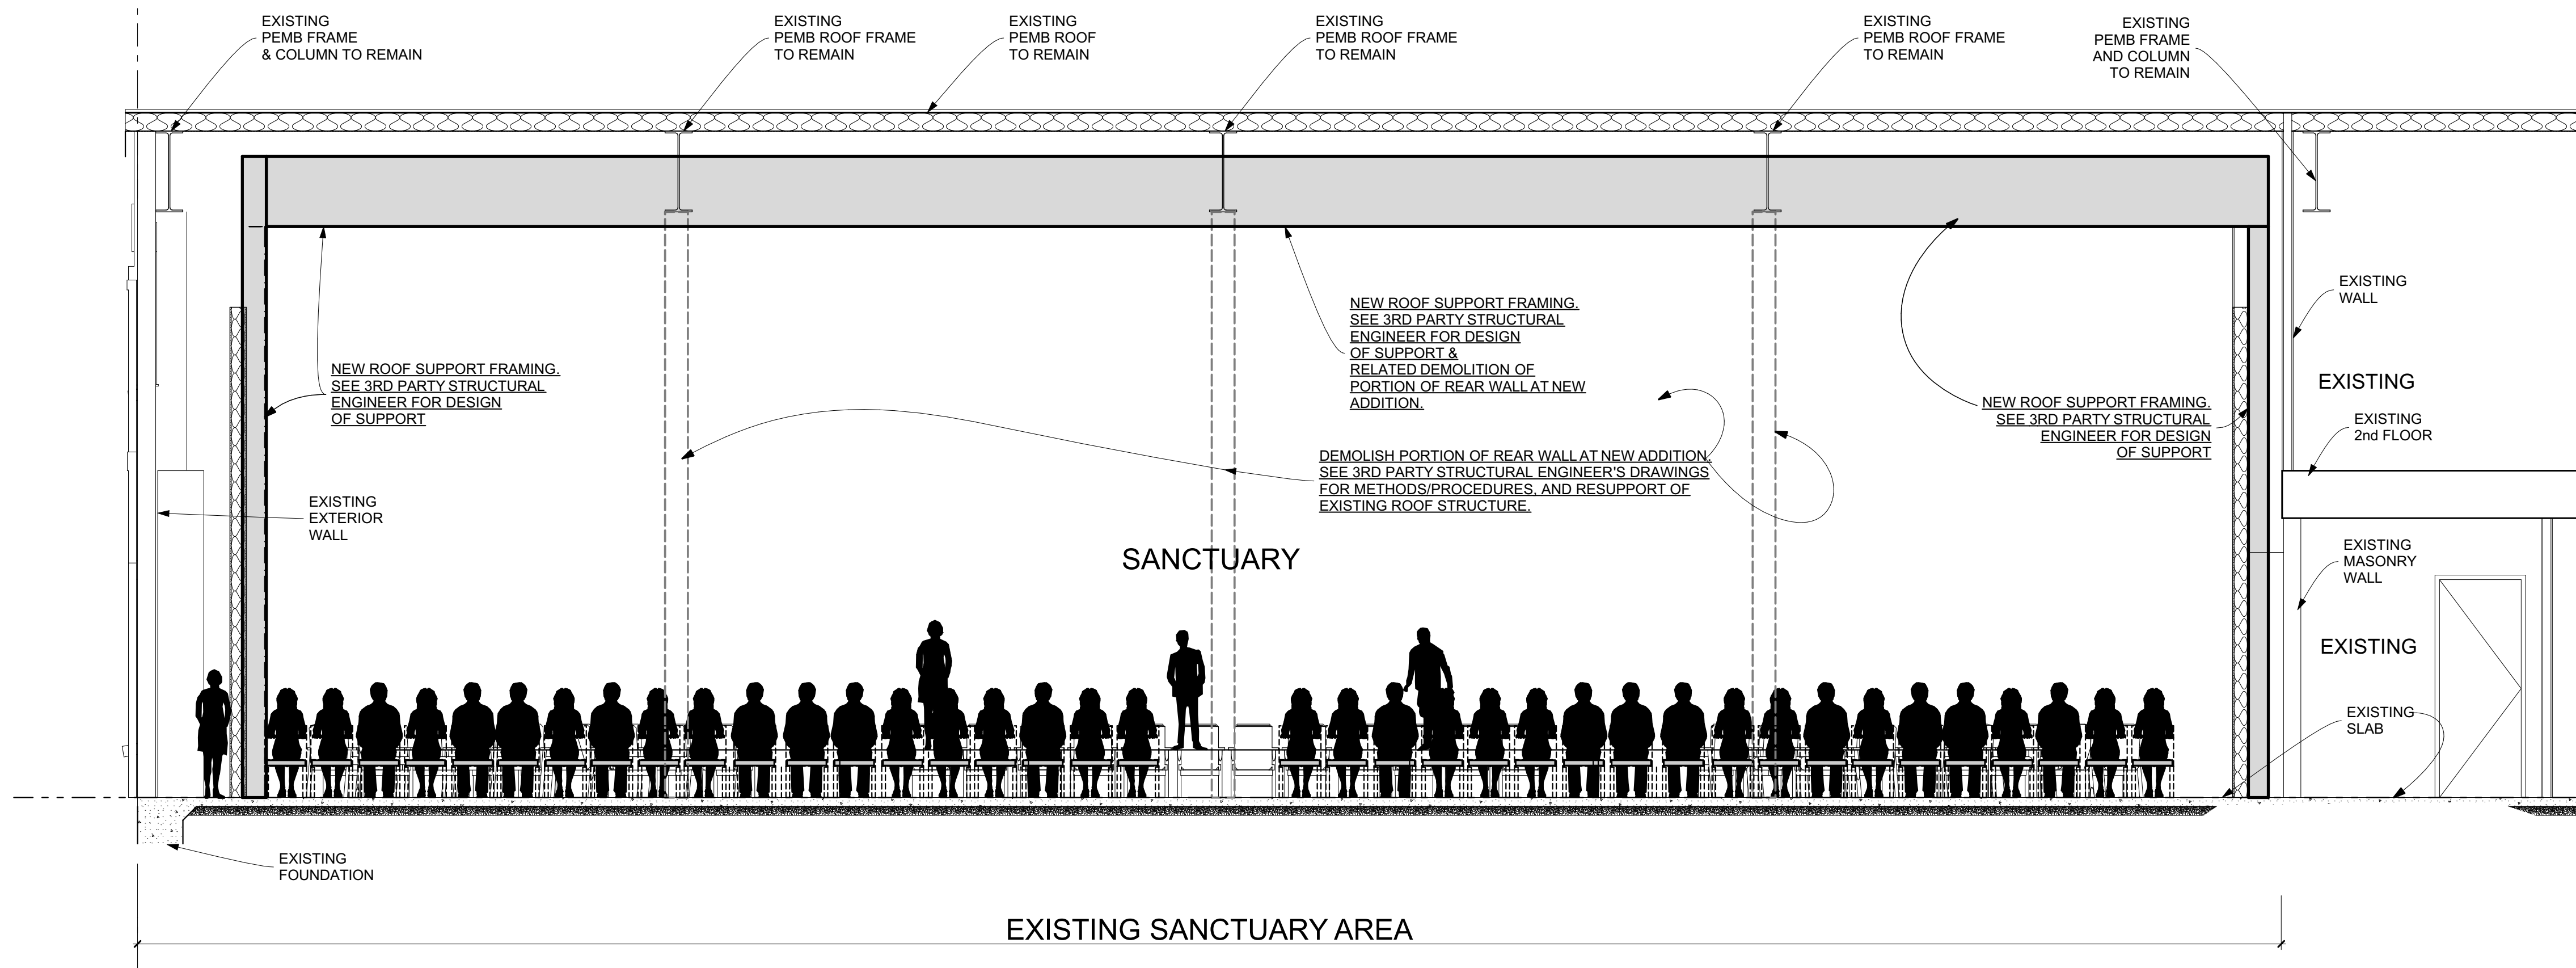 EXISTING
PEMB FRAME
& COLUMN TO REMAIN
EXISTING
PEMB ROOF FRAME
TO REMAIN
EXISTING
PEMB ROOF
TO REMAIN
EXISTING
PEMB ROOF FRAME
TO REMAIN
EXISTING
PEMB ROOF FRAME
TO REMAIN
EXISTING
PEMB FRAME
AND COLUMN
TO REMAIN
NEW ROOF SUPPORT FRAMING.
SEE 3RD PARTY STRUCTURAL
ENGINEER FOR DESIGN
OF SUPPORT &
RELATED DEMOLITION OF
PORTION OF REAR WALL AT NEW
ADDITION.
EXISTING
WALL
NEW ROOF SUPPORT FRAMING.
SEE 3RD PARTY STRUCTURAL
ENGINEER FOR DESIGN
OF SUPPORT
EXISTING
NEW ROOF SUPPORT FRAMING.
SEE 3RD PARTY STRUCTURAL
ENGINEER FOR DESIGN
OF SUPPORT
EXISTING
2nd FLOOR
DEMOLISH PORTION OF REAR WALL AT NEW ADDITION.
SEE 3RD PARTY STRUCTURAL ENGINEER'S DRAWINGS
FOR METHODS/PROCEDURES, AND RESUPPORT OF
EXISTING ROOF STRUCTURE.
EXISTING
EXTERIOR
WALL
SANCTUARY
EXISTING
MASONRY
WALL
EXISTING
EXISTING
SLAB
EXISTING
FOUNDATION
EXISTING SANCTUARY AREA